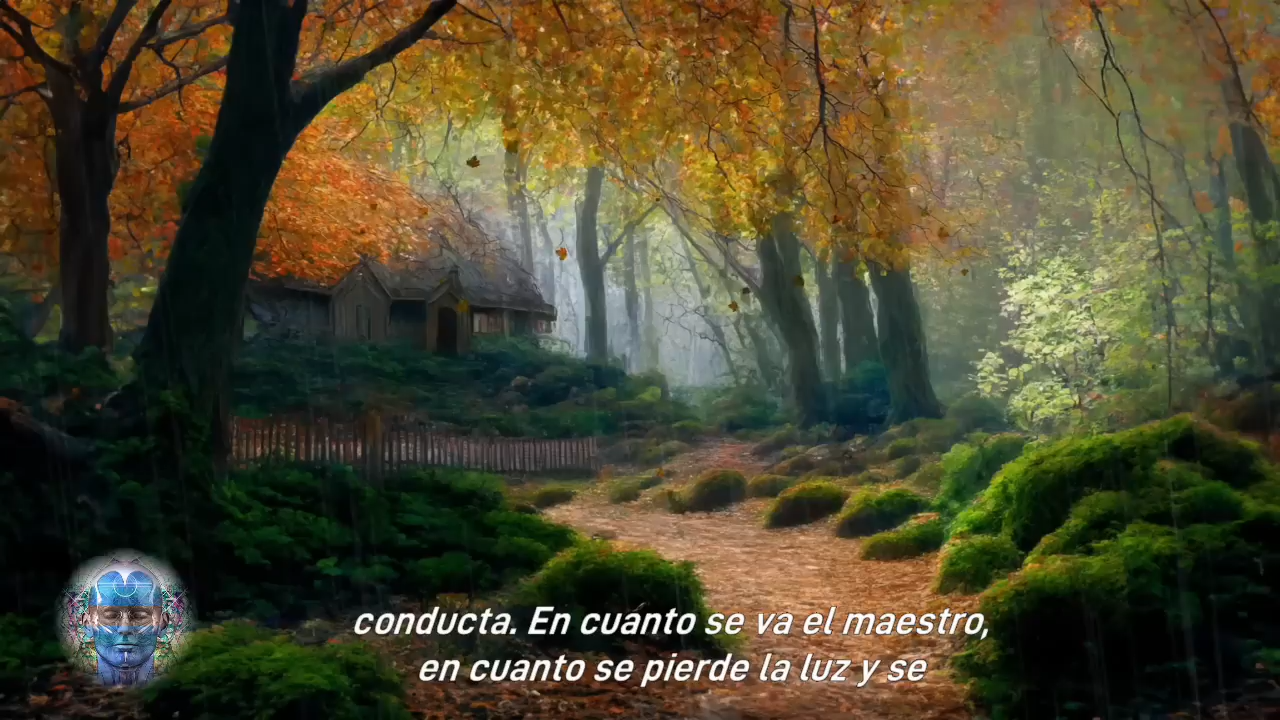 conducta. En cuanto se va el maestro,
en cuanto se pierde la luz y se